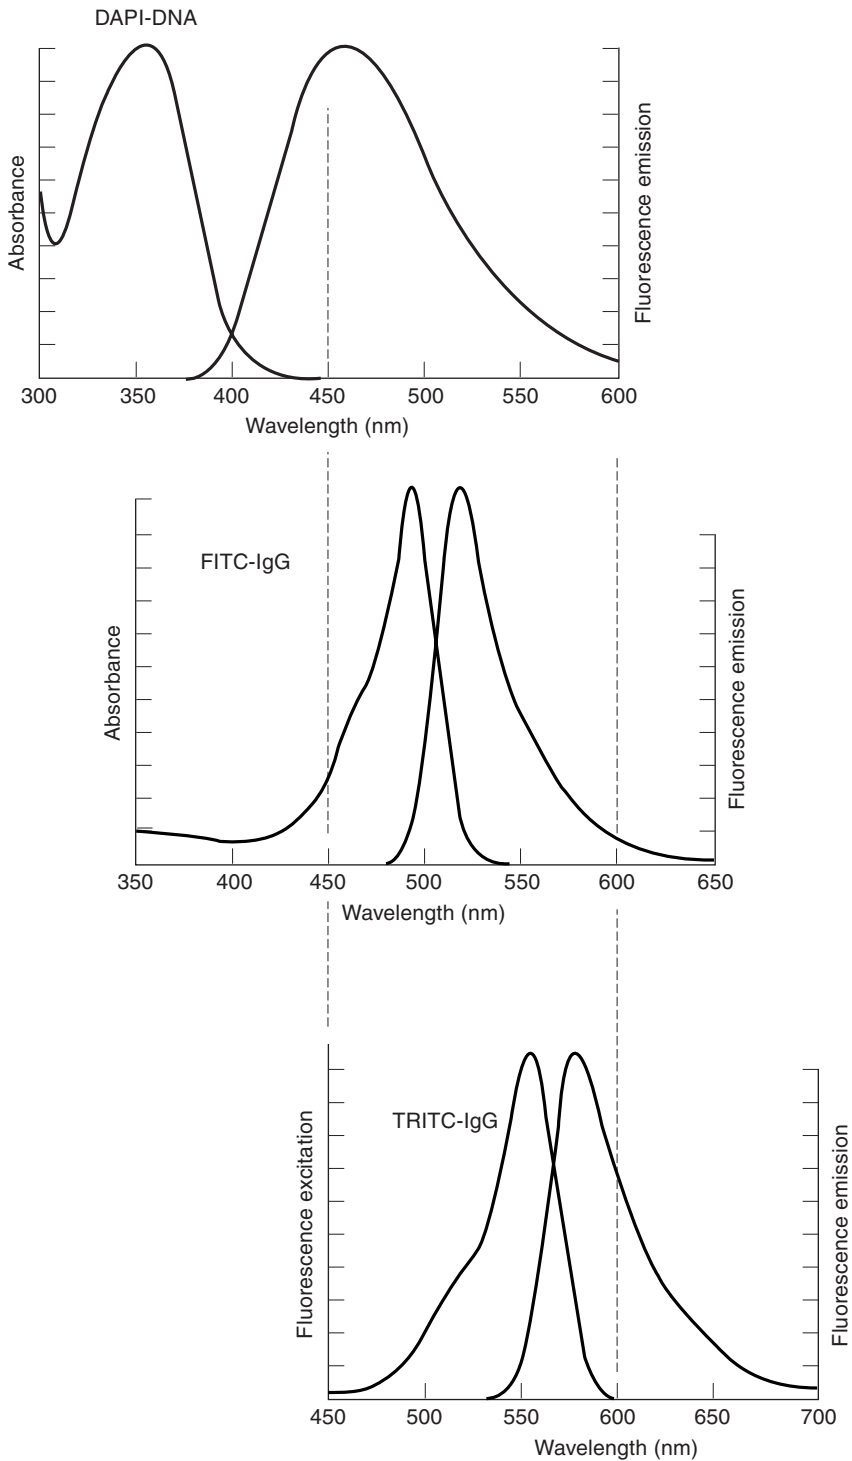 DAPI-DNA
Absorbance
Fluorescence emission
300 350 400 450 500 550 600
Wavelength (nm)
FITC-IgG
Absorbance
Fluorescence emission
350 400 450 500 550 600 650
Wavelength (nm)
TRITC-IgG
Fluorescence excitation
Fluorescence emission
450 500 550 600 650 700
Wavelength (nm)